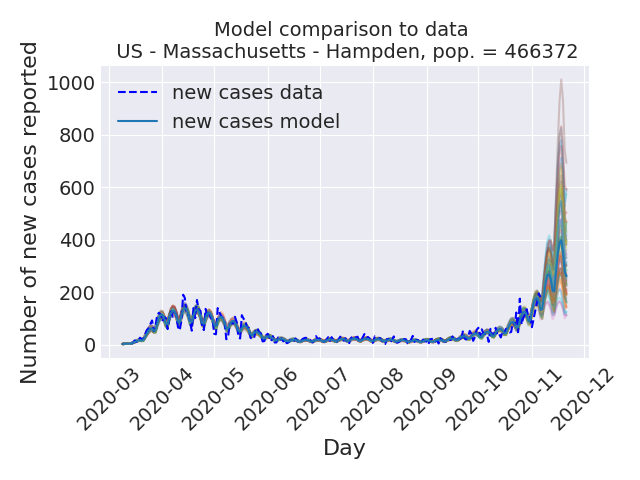 Model comparison to data
US - Massachusetts - Hampden, pop. = 466372
Number of new cases reported
1000
800
600
400
200
0
new cases data
new cases model
2020-03
2020-04
2020-05
2020-06
2020-07
2020-08
2020-09
2020-10
2020-11
2020-12
Day